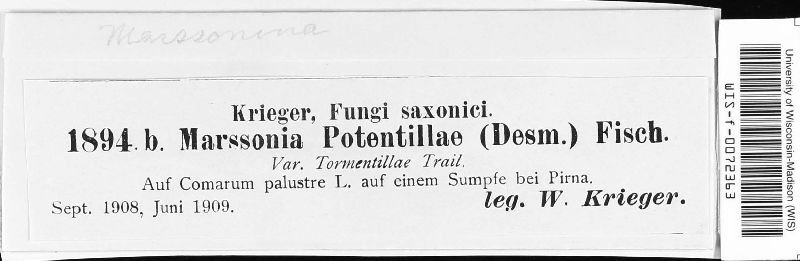 Marssonina
Krieger, Fungi saxonici.
1894. b. Marssonia Potentillae (Desm.) Fisch.
Var. Tormentillae Trail.
Auf Comarum palustre L. auf einem Sumpfe bei Pirna.
Sept. 1908, Juni 1909. leg. W. Krieger.
WIS-f-0072363
University of Wisconsin-Madison (WIS)